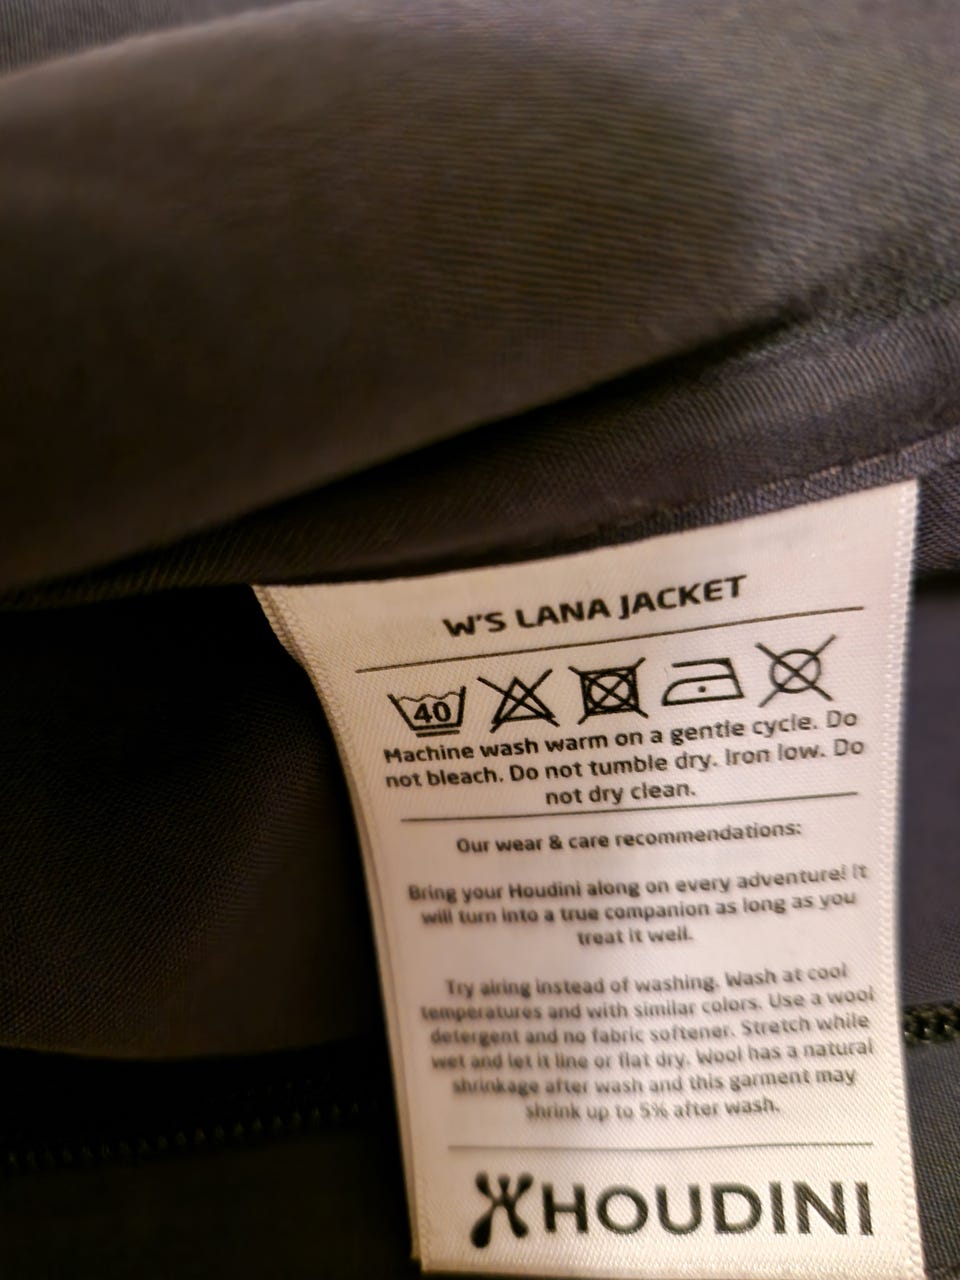 W'S LANA JACKET
40
Machine wash warm on a gentle cycle. Do
not bleach. Do not tumble dry. Iron low. Do
not dry clean.
Our wear & care recommendations:
Bring your Houdini along on every adventure! It
will turn into a true companion as long as you
treat it well.
Try airing instead of washing. Wash at cool
temperatures and with similar colors. Use a wool
detergent and no fabric softener. Stretch while
wet and let it line or flat dry. Wool has a natural
shrinkage after wash and this garment may
shrink up to 5% after wash.
HOUDINI